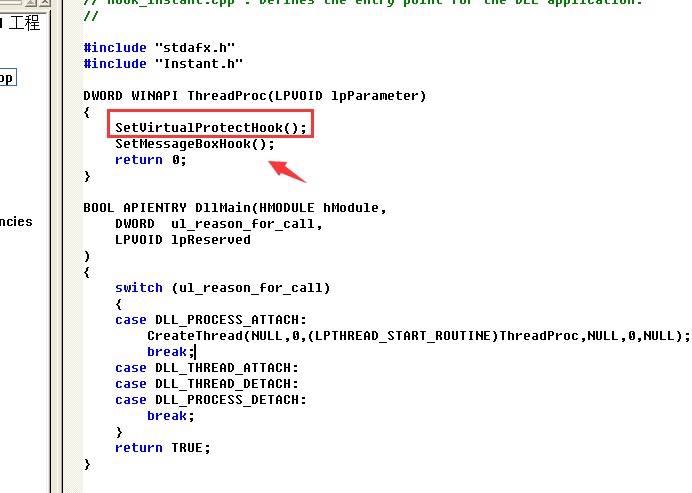 // hook_instant.cpp : Defines the entry point for the DLL application.
//
工程
#include "stdafx.h"
#include "Instant.h"
pp
DWORD WINAPI ThreadProc(LPVOID lpParameter)
{
SetVirtualProtectHook();
SetMessageBoxHook();
return 0;
}
BOOL APIENTRY DllMain(HMODULE hModule,
ncies
DWORD  ul_reason_for_call,
LPVOID lpReserved
)
{
switch (ul_reason_for_call)
{
case DLL_PROCESS_ATTACH:
CreateThread(NULL,0,(LPTHREAD_START_ROUTINE)ThreadProc,NULL,0,NULL);
break;
case DLL_THREAD_ATTACH:
case DLL_THREAD_DETACH:
case DLL_PROCESS_DETACH:
break;
}
return TRUE;
}